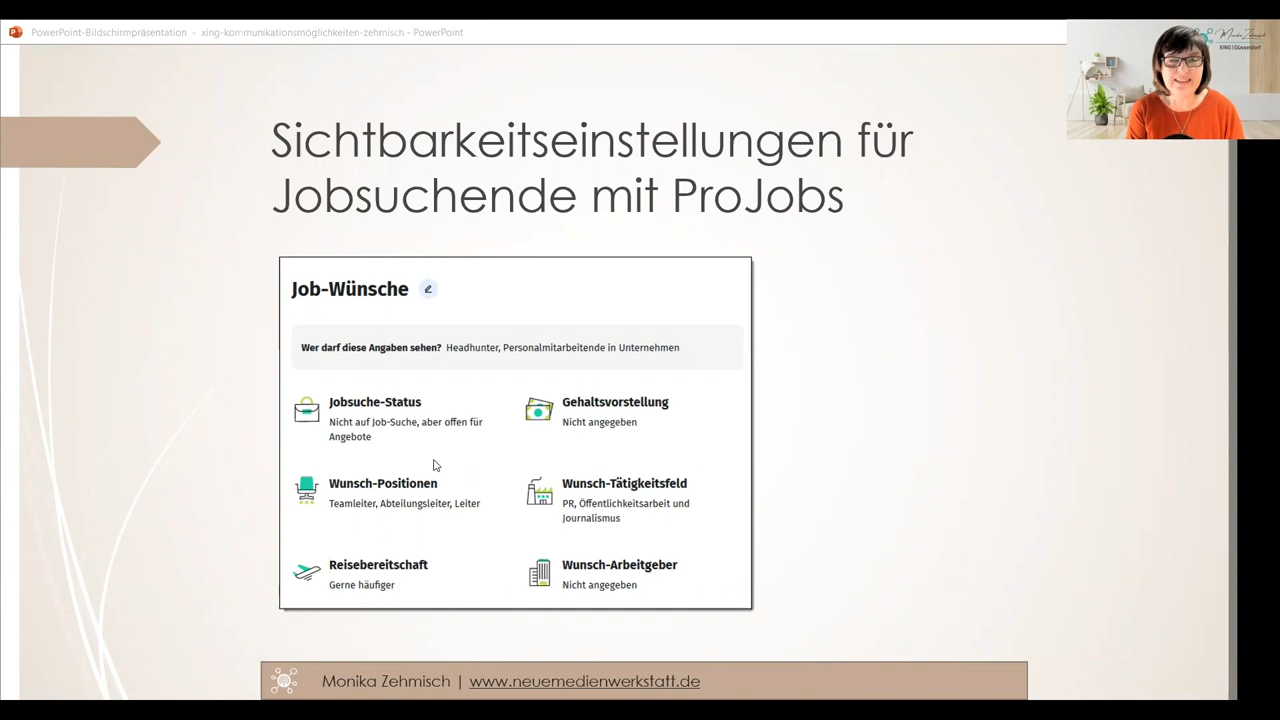 PowerPoint-Bildschirmpräsentation - xing-kommunikationsmöglichkeiten-zehmisch - PowerPoint
Monika Zehmisch
XING | Düsseldorf
Sichtbarkeitseinstellungen für
Jobsuchende mit ProJobs
Job-Wünsche
Wer darf diese Angaben sehen? Headhunter, Personalmitarbeitende in Unternehmen
Jobsuche-Status
Nicht auf Job-Suche, aber offen für
Angebote
Gehaltsvorstellung
Nicht angegeben
Wunsch-Positionen
Teamleiter, Abteilungsleiter, Leiter
Wunsch-Tätigkeitsfeld
PR, Öffentlichkeitsarbeit und
Journalismus
Reisebereitschaft
Gerne häufiger
Wunsch-Arbeitgeber
Nicht angegeben
Monika Zehmisch | www.neuemedienwerkstatt.de